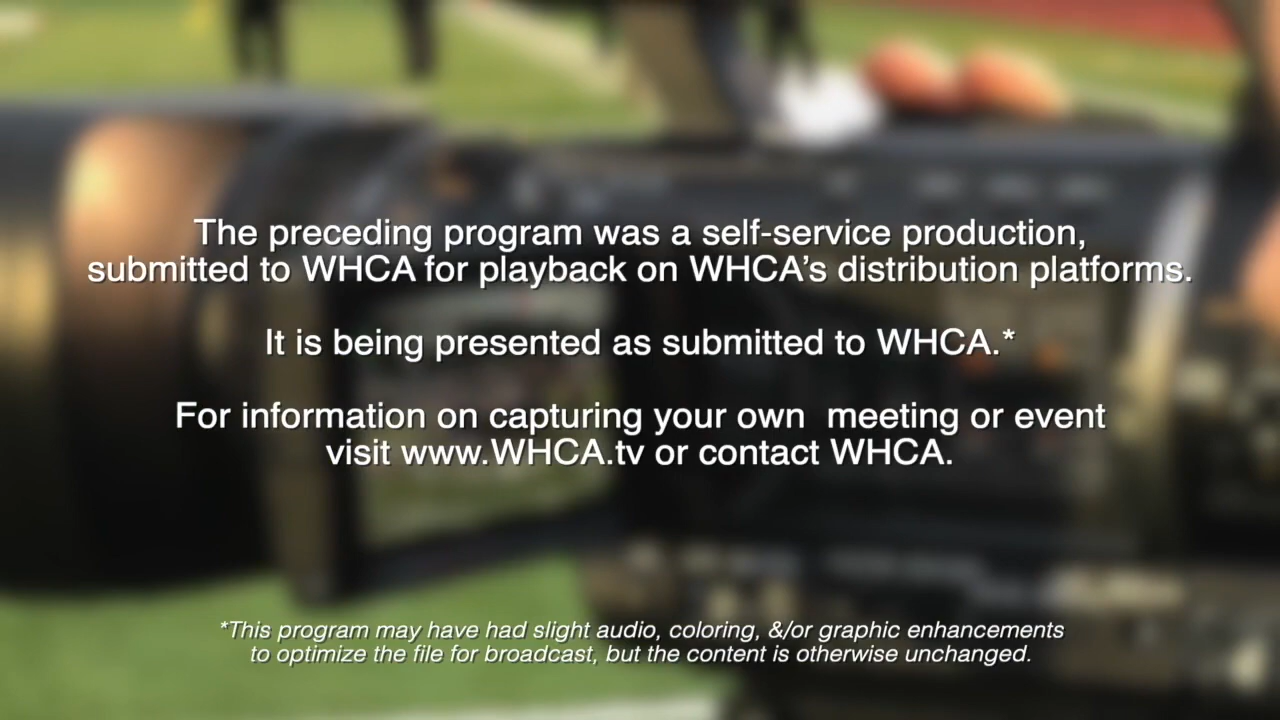 The preceding program was a self-service production,
submitted to WHCA for playback on WHCA’s distribution platforms.
It is being presented as submitted to WHCA.*
For information on capturing your own  meeting or event
visit www.WHCA.tv or contact WHCA.
*This program may have had slight audio, coloring, &/or graphic enhancements
to optimize the file for broadcast, but the content is otherwise unchanged.